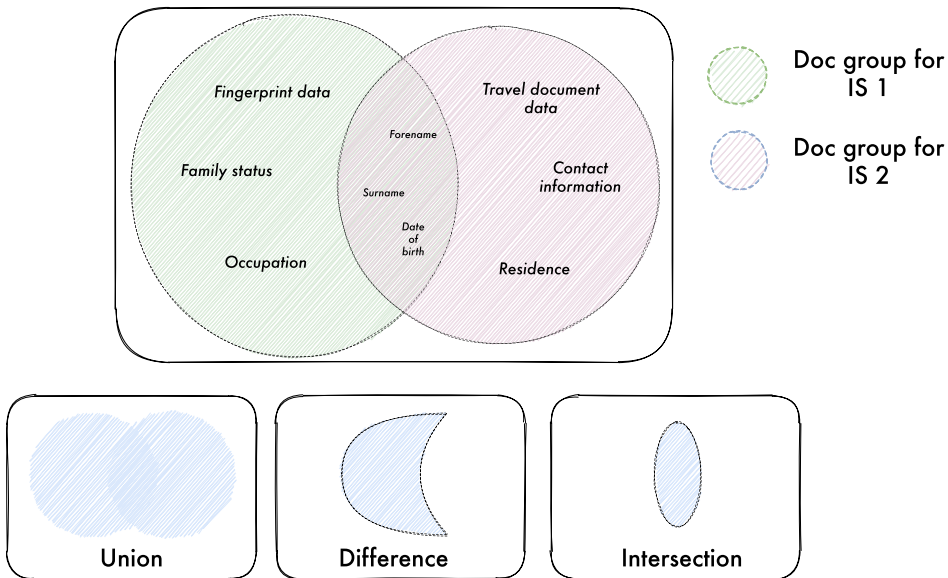 Fingerprint data
Family status
Occupation
Forename
Surname
Date
of
birth
Travel document
data
Contact
information
Residence
Doc group for
IS 1
Doc group for
IS 2
Union
Difference
Intersection